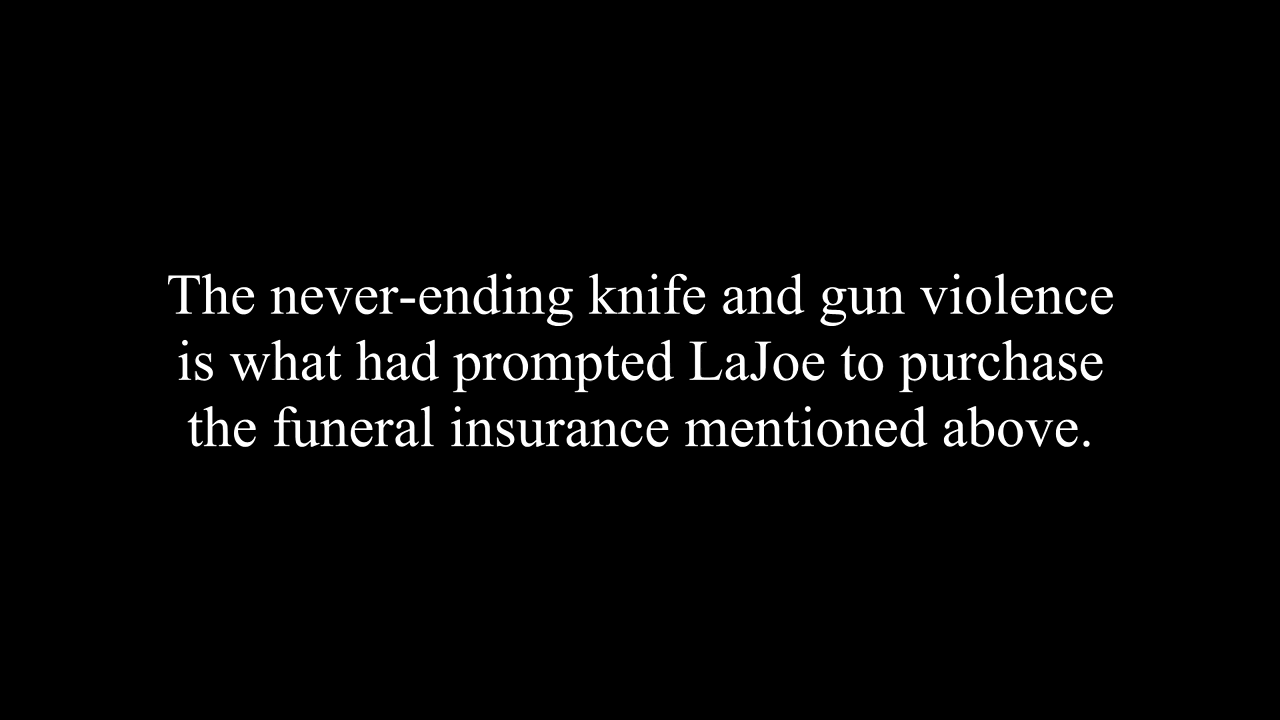 The never-ending knife and gun violence
is what had prompted LaJoe to purchase
the funeral insurance mentioned above.